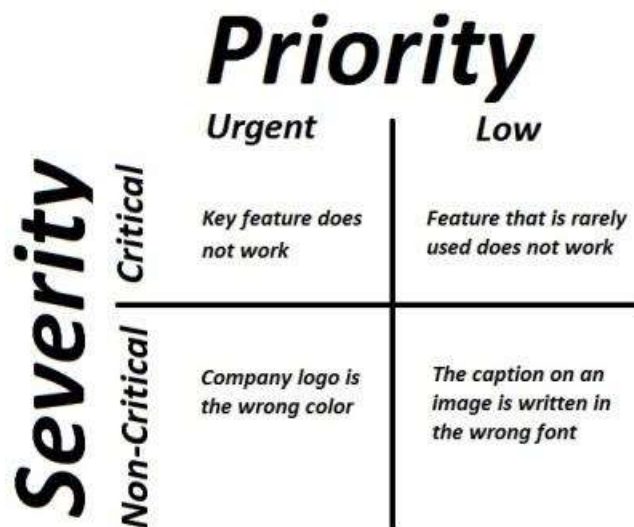 Priority
Urgent
Low
Severity
Critical
Key feature does
not work
Feature that is rarely
used does not work
Non-Critical
Company logo is
the wrong color
The caption on an
image is written in
the wrong font